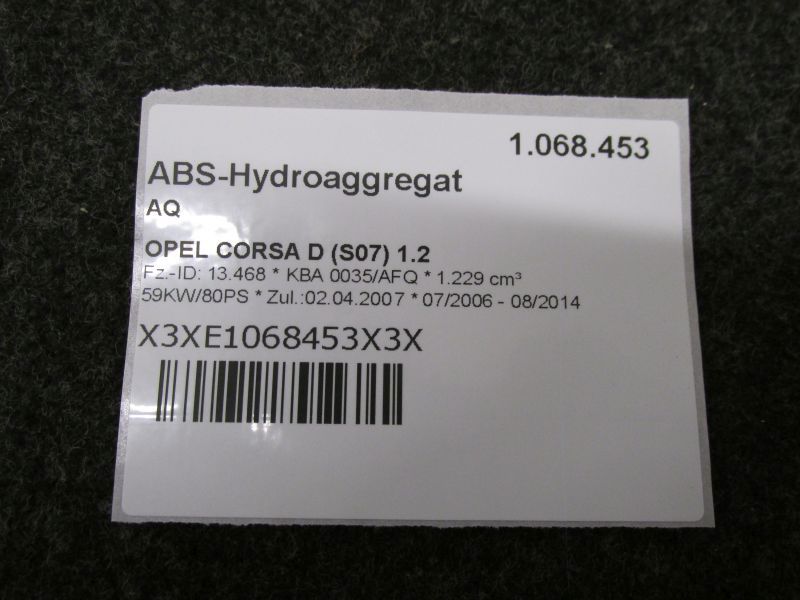 1.068.453
ABS-Hydroaggregat
AQ
OPEL CORSA D (S07) 1.2
Fz.-ID: 13.468 * KBA 0035/AFQ * 1.229 cm³
59KW/80PS * Zul.:02.04.2007 * 07/2006 - 08/2014
X3XE1068453X3X